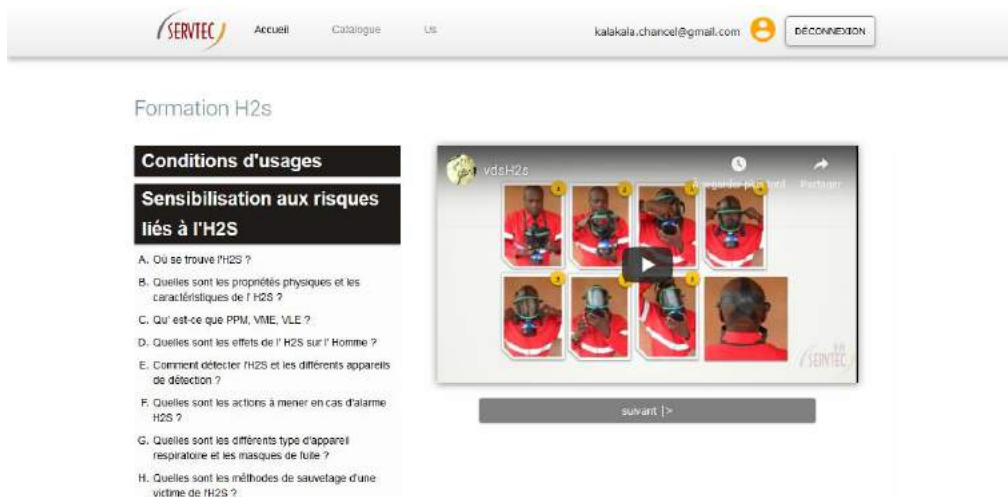 SERVTEC
Accueil
Catalogue
Us
kalakala.chancel@gmail.com
DÉCONNEXION
Formation H2s
Conditions d'usages
Sensibilisation aux risques
liés à l'H2S
A. Où se trouve l'H2S ?
B. Quelles sont les propriétés physiques et les
caractéristiques de l' H2S ?
C. Qu' est-ce que PPM, VME, VLE ?
D. Quelles sont les effets de l' H2S sur l' Homme ?
E. Comment détecter l'H2S et les différents appareils
de détection ?
F. Quelles sont les actions à mener en cas d'alarme
H2S ?
G. Quelles sont les différents type d'appareil
respiratoire et les masques de fuite ?
H. Quelles sont les méthodes de sauvetage d'une
victime de l'H2S ?
vdsH2s
À regarder plus tard
Partager
SERVTEC
suivant |>